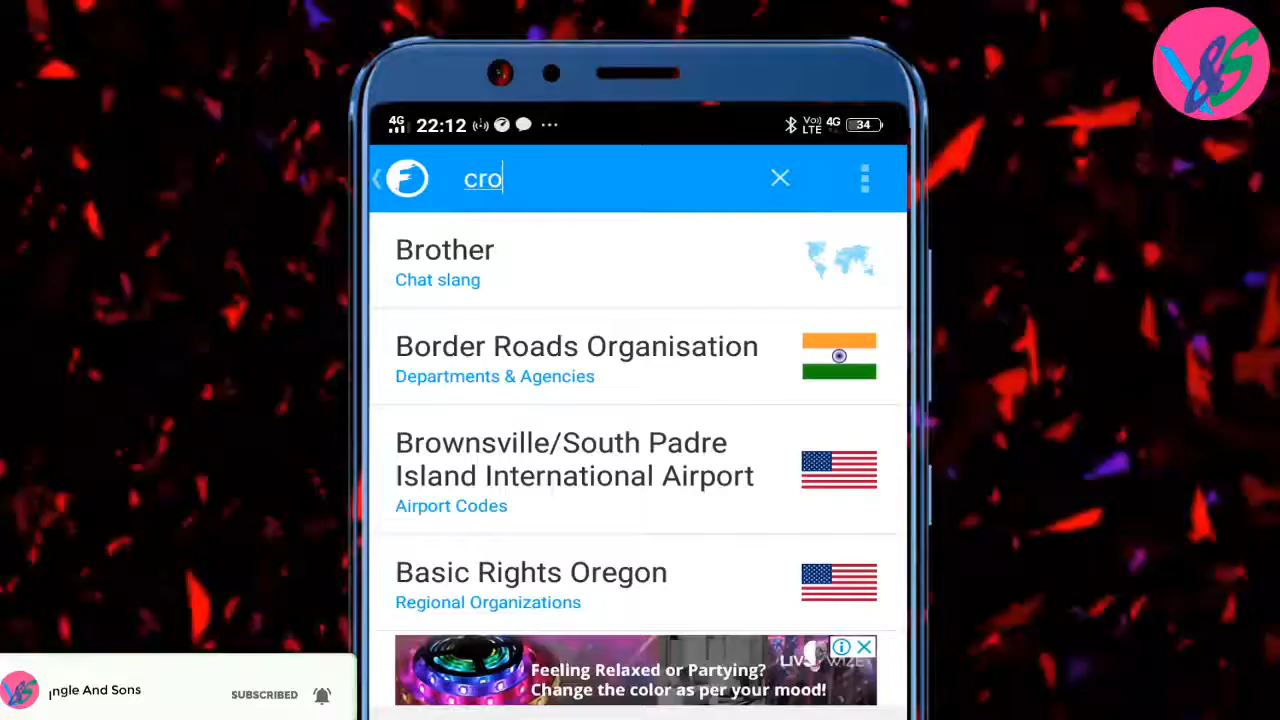 V&S
4G 22:12 ... Vo) LTE 4G 34
F cro
Brother
Chat slang
Border Roads Organisation
Departments & Agencies
Brownsville/South Padre
Island International Airport
Airport Codes
Basic Rights Oregon
Regional Organizations
Feeling Relaxed or Partying?
Change the color as per your mood!
ngle And Sons
SUBSCRIBED